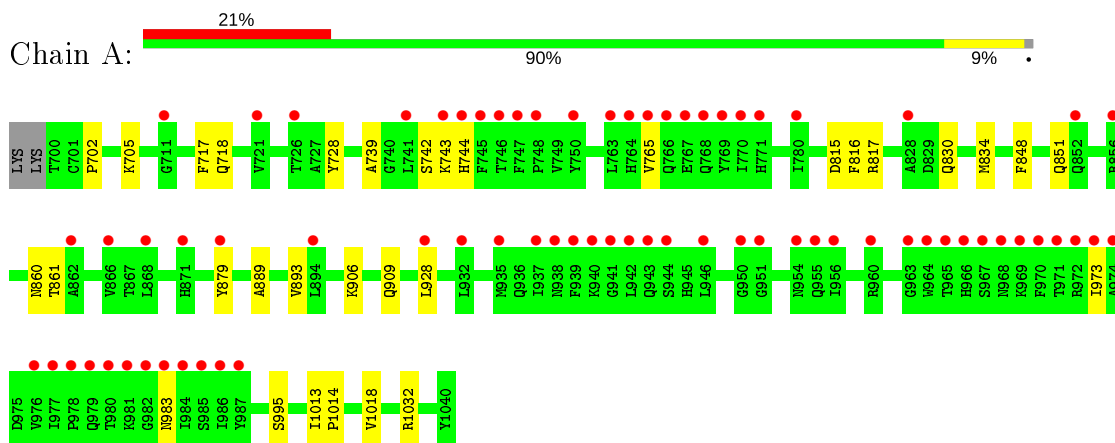 21%
Chain A:
90% 9% •
LYS LYS T700 C701 P702 K705 G711 F717 Q718 V721 T726 A727 Y728 A739 G740 L741 S742 K743 H744 F745 T746 F747 P748 V749 Y750 L763 H764 V765 Q766 E767 Q768 Y769 I770 H771 I780 D815 F816 R817 A828 D829 Q830 M834 F848 Q851 Q852 R856
N860 T861 A862 V866 T867 L868 H871 Y879 A889 V893 L894 K906 Q909 L928 L932 M935 Q936 I937 N938 F939 K940 G941 L942 Q943 S944 H945 L946 G950 G951 N954 Q955 I956 R960 G963 W964 T965 H966 S967 N968 K969 F970 T971 R972 I973 A974
D975 V976 I977 P978 Q979 T980 K981 G982 N983 I984 S985 I986 Y987 S995 I1013 P1014 V1018 R1032 Y1040